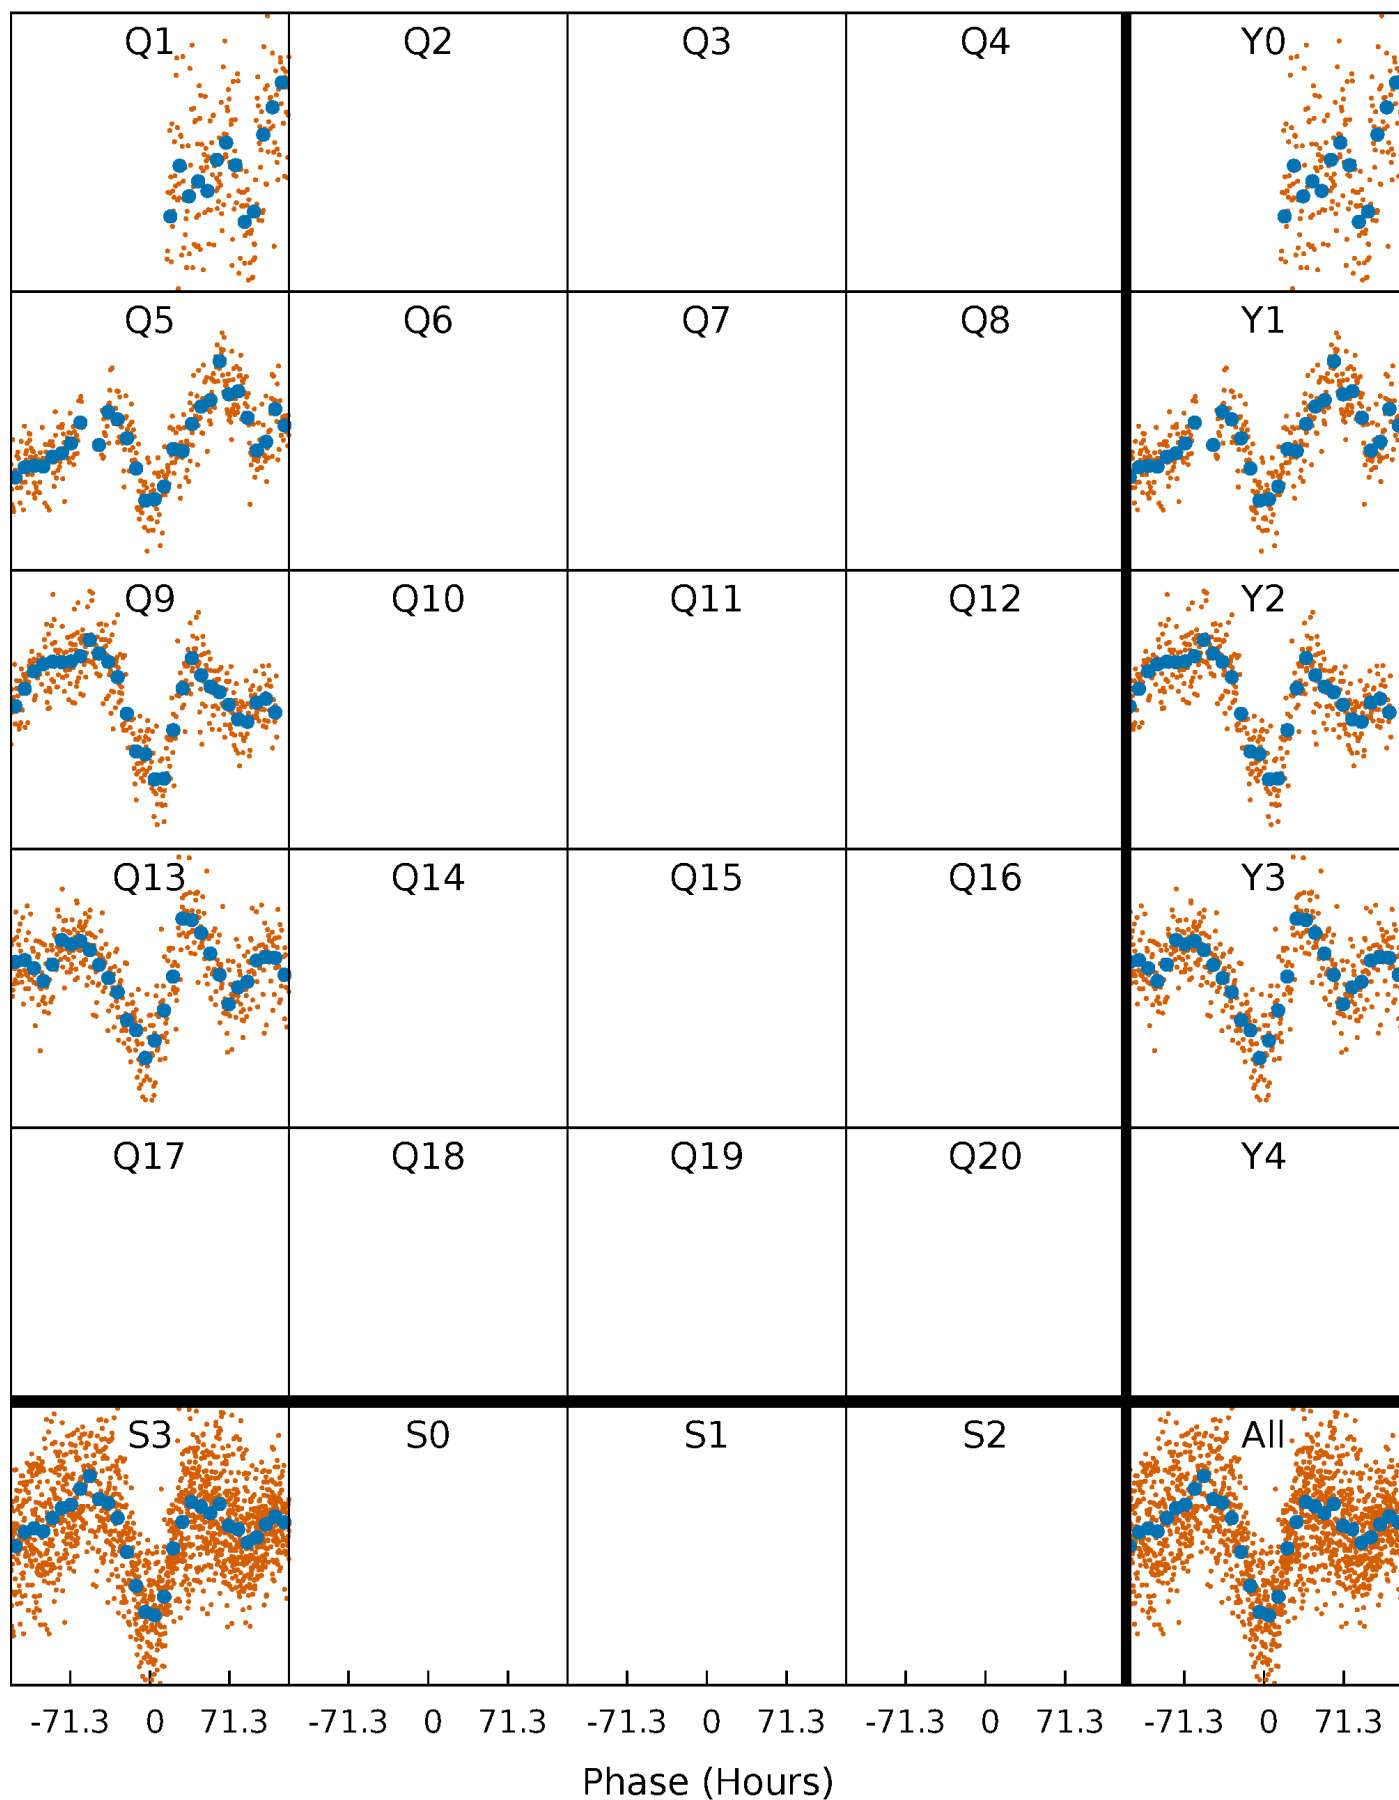 Q1 Q2 Q3 Q4 Y0
Q5 Q6 Q7 Q8 Y1
Q9 Q10 Q11 Q12 Y2
Q13 Q14 Q15 Q16 Y3
Q17 Q18 Q19 Q20 Y4
S3 S0 S1 S2 All
-71.3 0 71.3 -71.3 0 71.3 -71.3 0 71.3 -71.3 0 71.3 -71.3 0 71.3
Phase (Hours)